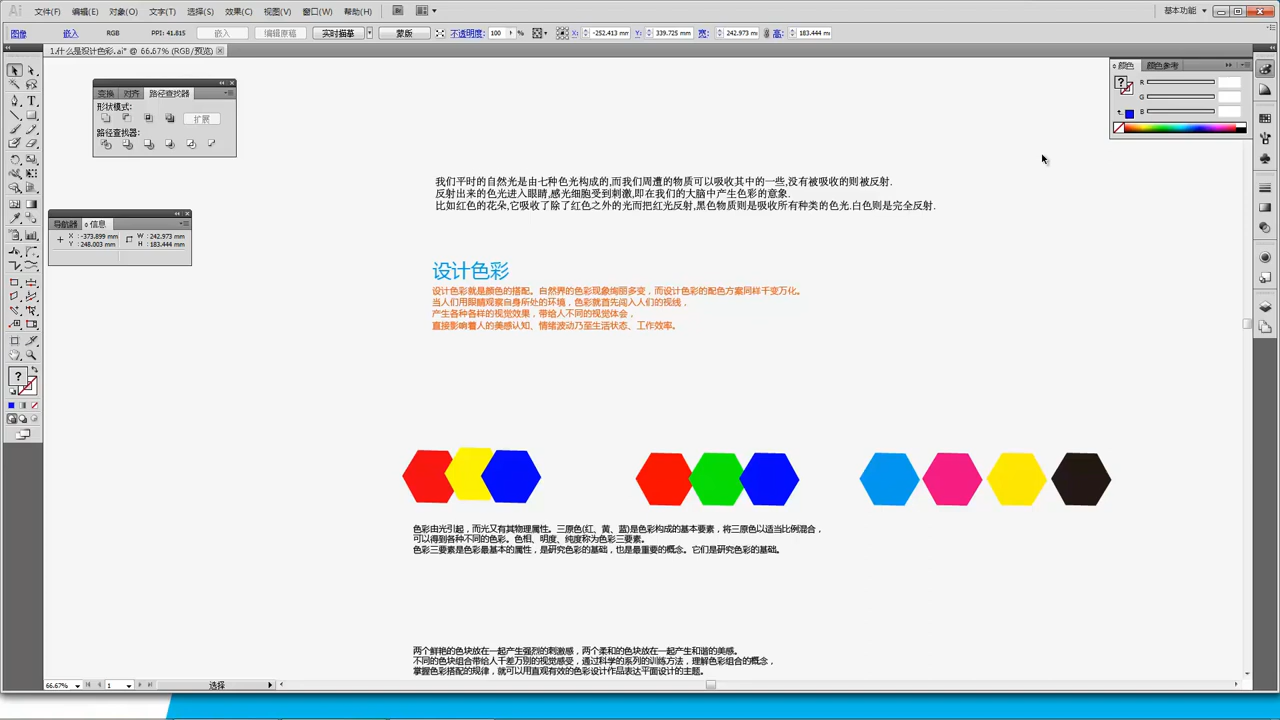 Ai 文件(F) 编辑(E) 对象(O) 文字(T) 选择(S) 效果(C) 视图(V) 窗口(W) 帮助(H) Br 基本功能
图像 嵌入 RGB PPI: 41.815 嵌入 编辑原稿 实时描摹 蒙版 不透明度: 100 % X: -252.413 mm Y: 339.725 mm 宽: 242.973 m 高: 183.444 m
1.什么是设计色彩.ai* @ 66.67% (RGB/预览)
颜色 颜色参考
R
G
B
变换 对齐 路径查找器
形状模式:
扩展
路径查找器:
导航器 信息
X: -373.899 mm
Y: 248.003 mm
W: 242.973 mm
H: 183.444 mm
我们平时的自然光是由七种色光构成的,而我们周遭的物质可以吸收其中的一些,没有被吸收的则被反射.
反射出来的色光进入眼睛,感光细胞受到刺激,即在我们的大脑中产生色彩的意象.
比如红色的花朵,它吸收了除了红色之外的光而把红光反射,黑色物质则是吸收所有种类的色光.白色则是完全反射.
设计色彩
设计色彩就是颜色的搭配。自然界的色彩现象绚丽多变，而设计色彩的配色方案同样千变万化。
当人们用眼睛观察自身所处的环境，色彩就首先闯入人们的视线，
产生各种各样的视觉效果，带给人不同的视觉体会，
直接影响着人的美感认知、情绪波动乃至生活状态、工作效率。
色彩由光引起，而光又有其物理属性。三原色(红、黄、蓝)是色彩构成的基本要素，将三原色以适当比例混合，
可以得到各种不同的色彩。色相、明度、纯度称为色彩三要素。
色彩三要素是色彩最基本的属性，是研究色彩的基础，也是最重要的概念。它们是研究色彩的基础。
两个鲜艳的色块放在一起产生强烈的刺激感，两个柔和的色块放在一起产生和谐的美感。
不同的色块组合带给人千差万别的视觉感受，通过科学的系列的训练方法，理解色彩组合的概念，
掌握色彩搭配的规律，就可以用直观有效的色彩设计作品表达平面设计的主题。
66.67% 1 选择